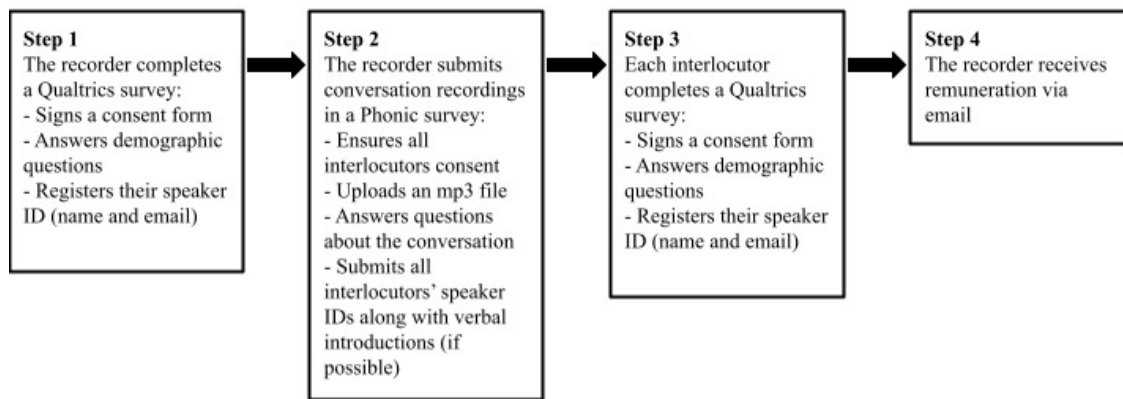 Step 1
The recorder completes
a Qualtrics survey:
- Signs a consent form
- Answers demographic
questions
- Registers their speaker
ID (name and email)
Step 2
The recorder submits
conversation recordings
in a Phonic survey:
- Ensures all
interlocutors consent
- Uploads an mp3 file
- Answers questions
about the conversation
- Submits all
interlocutors’ speaker
IDs along with verbal
introductions (if
possible)
Step 3
Each interlocutor
completes a Qualtrics
survey:
- Signs a consent form
- Answers demographic
questions
- Registers their speaker
ID (name and email)
Step 4
The recorder receives
remuneration via
email